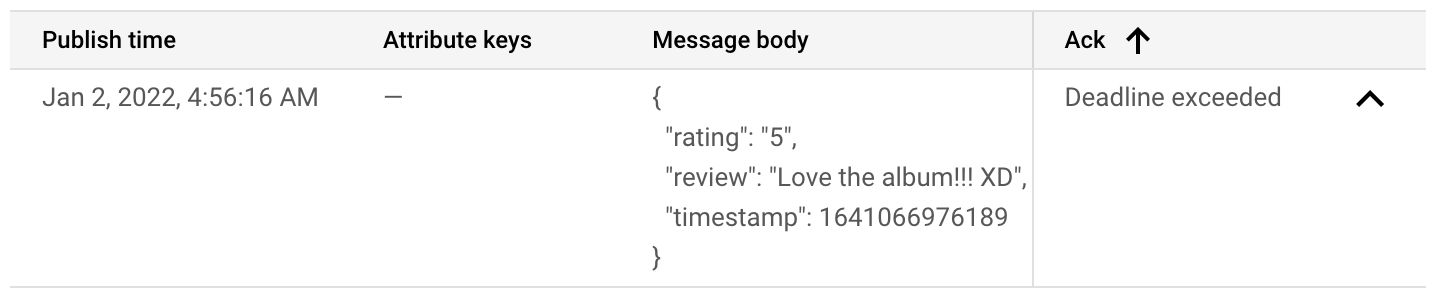 Publish time Attribute keys Message body Ack ↑
Jan 2, 2022, 4:56:16 AM — { Deadline exceeded
"rating": "5",
"review": "Love the album!!! XD",
"timestamp": 1641066976189
}